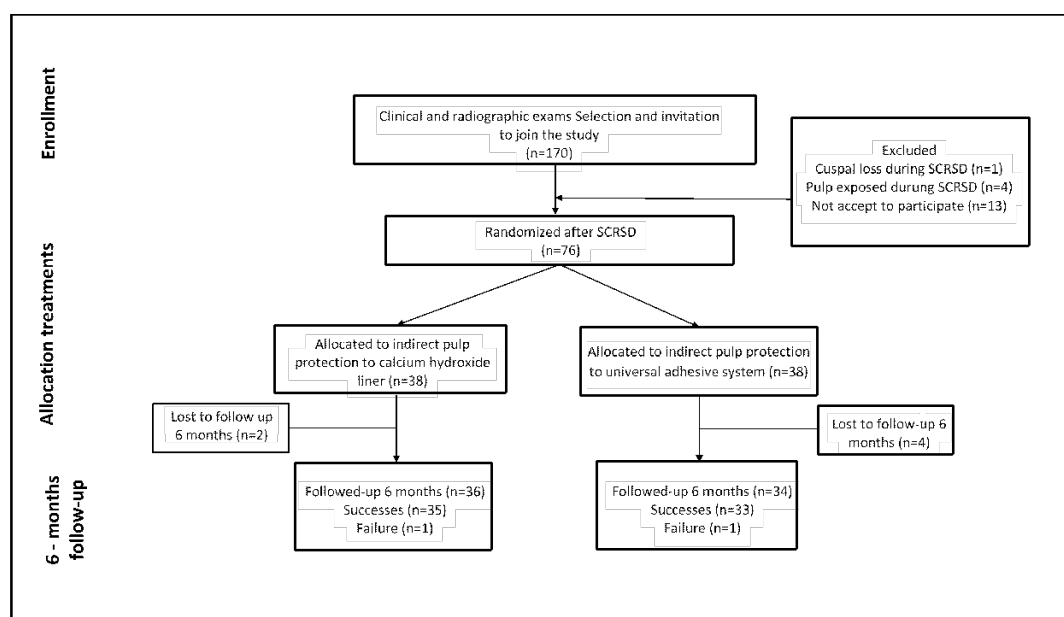 Enrollment
Clinical and radiographic exams Selection and invitation
to join the study
(n=170)
Excluded
Cuspal loss during SCRSD (n=1)
Pulp exposed durung SCRSD (n=4)
Not accept to participate (n=13)
Randomized after SCRSD
(n=76)
Allocation treatments
Allocated to indirect pulp
protection to calcium hydroxide
liner (n=38)
Allocated to indirect pulp protection
to universal adhesive system (n=38)
Lost to follow up
6 months (n=2)
Lost to follow-up 6
months (n=4)
6 - months
follow-up
Followed-up 6 months (n=36)
Successes (n=35)
Failure (n=1)
Followed-up 6 months (n=34)
Successes (n=33)
Failure (n=1)